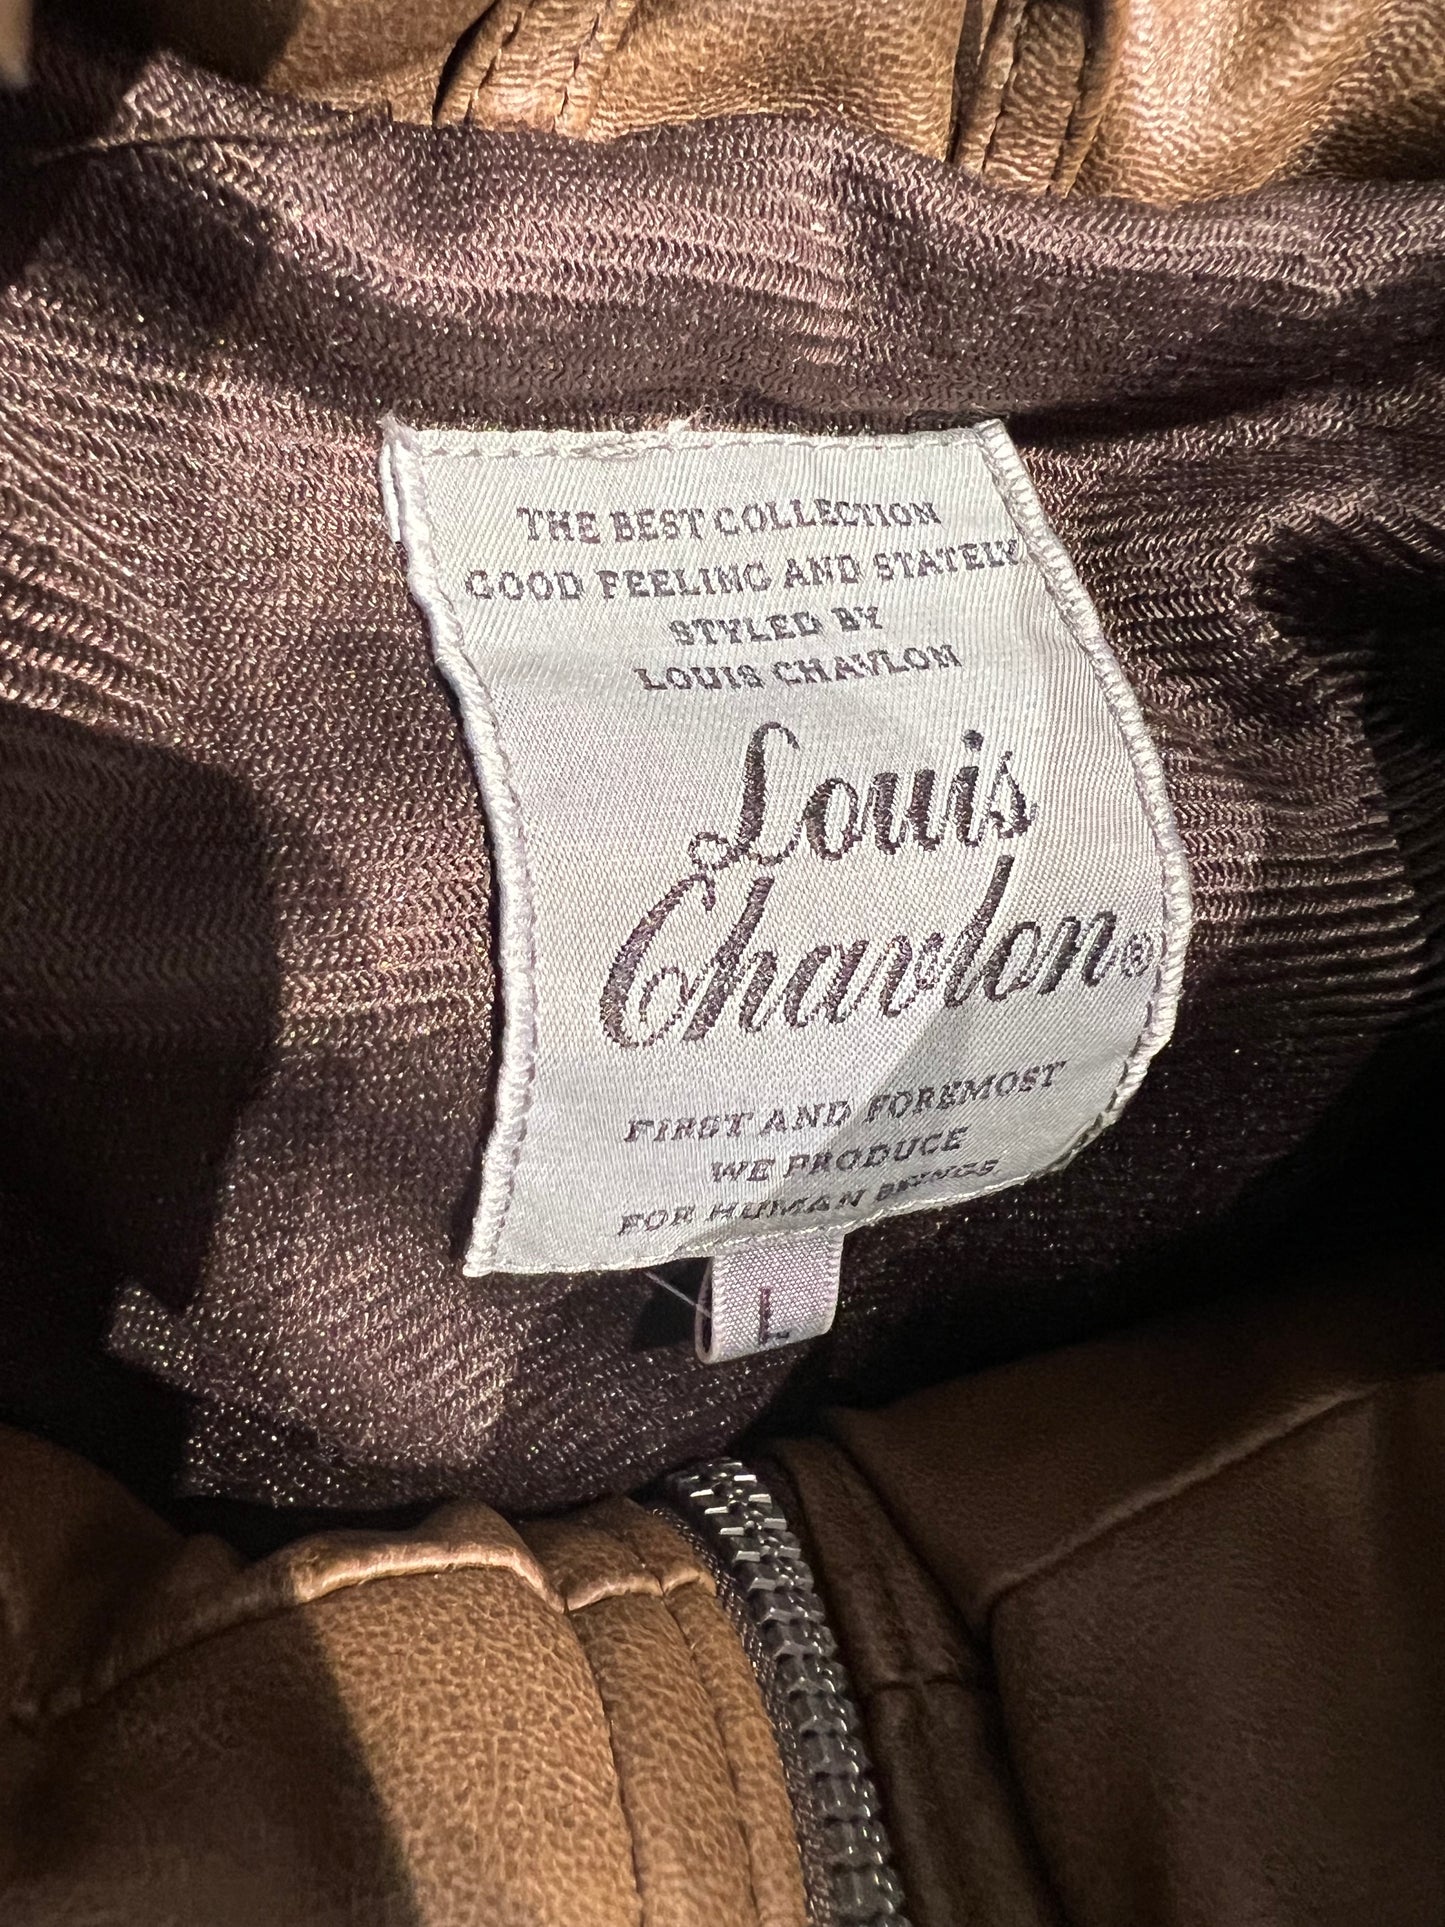 THE BEST COLLECTION
GOOD FEELING AND STATELY
STYLED BY
LOUIS CHAVLON
Louis
Chavlon®
FIRST AND FOREMOST
WE PRODUCE
FOR HUMAN BEINGS
L